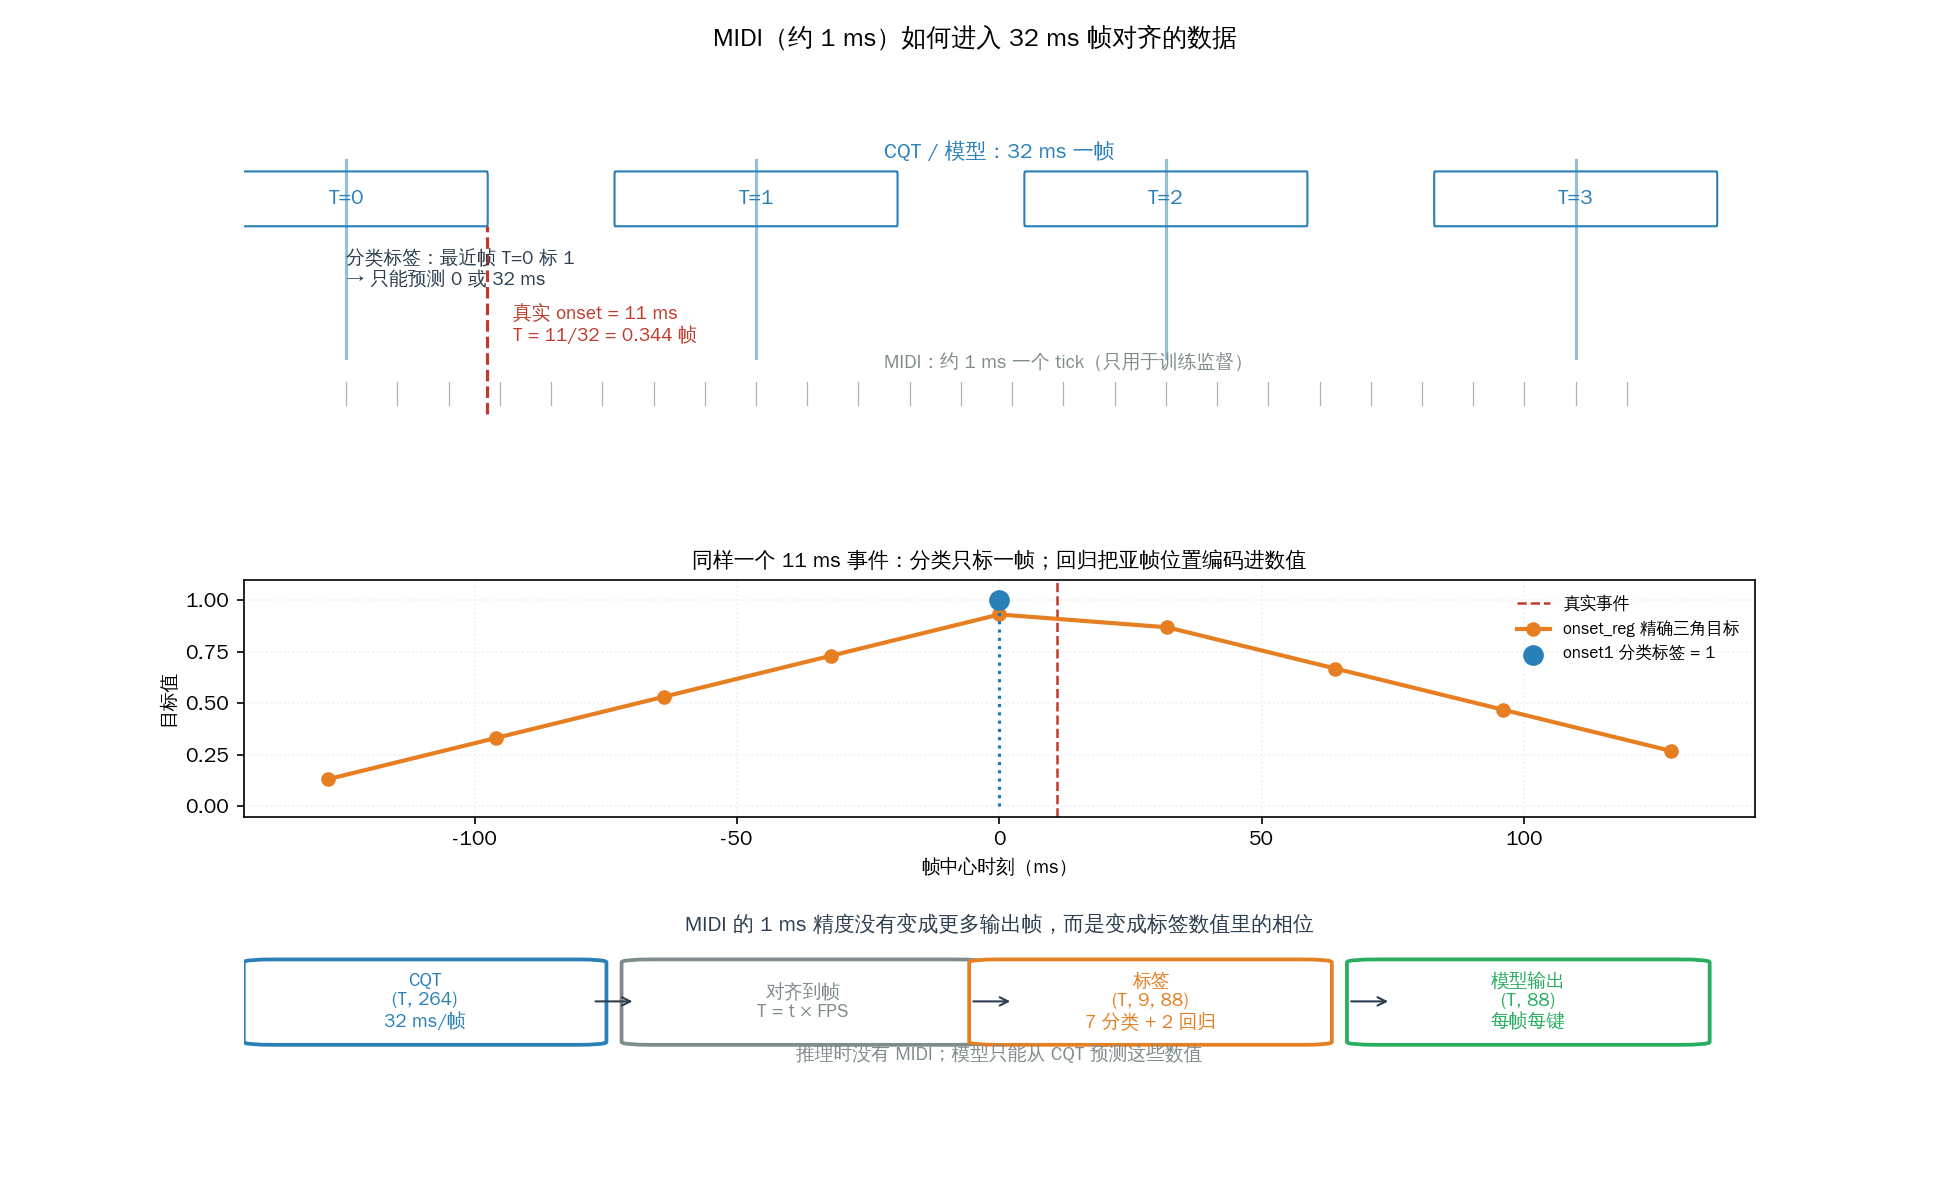 MIDI（约 1 ms）如何进入 32 ms 帧对齐的数据
CQT / 模型：32 ms 一帧
T=0
T=1
T=2
T=3
分类标签：最近帧 T=0 标 1
→ 只能预测 0 或 32 ms
真实 onset = 11 ms
T = 11/32 = 0.344 帧
MIDI：约 1 ms 一个 tick（只用于训练监督）
同样一个 11 ms 事件：分类只标一帧；回归把亚帧位置编码进数值
1.00
0.75
0.50
0.25
0.00
目标值
真实事件
onset_reg 精确三角目标
onset1 分类标签 = 1
-100
-50
0
50
100
帧中心时刻（ms）
MIDI 的 1 ms 精度没有变成更多输出帧，而是变成标签数值里的相位
CQT
(T, 264)
32 ms/帧
对齐到帧
T = t × FPS
标签
(T, 9, 88)
7 分类 + 2 回归
模型输出
(T, 88)
每帧每键
推理时没有 MIDI；模型只能从 CQT 预测这些数值